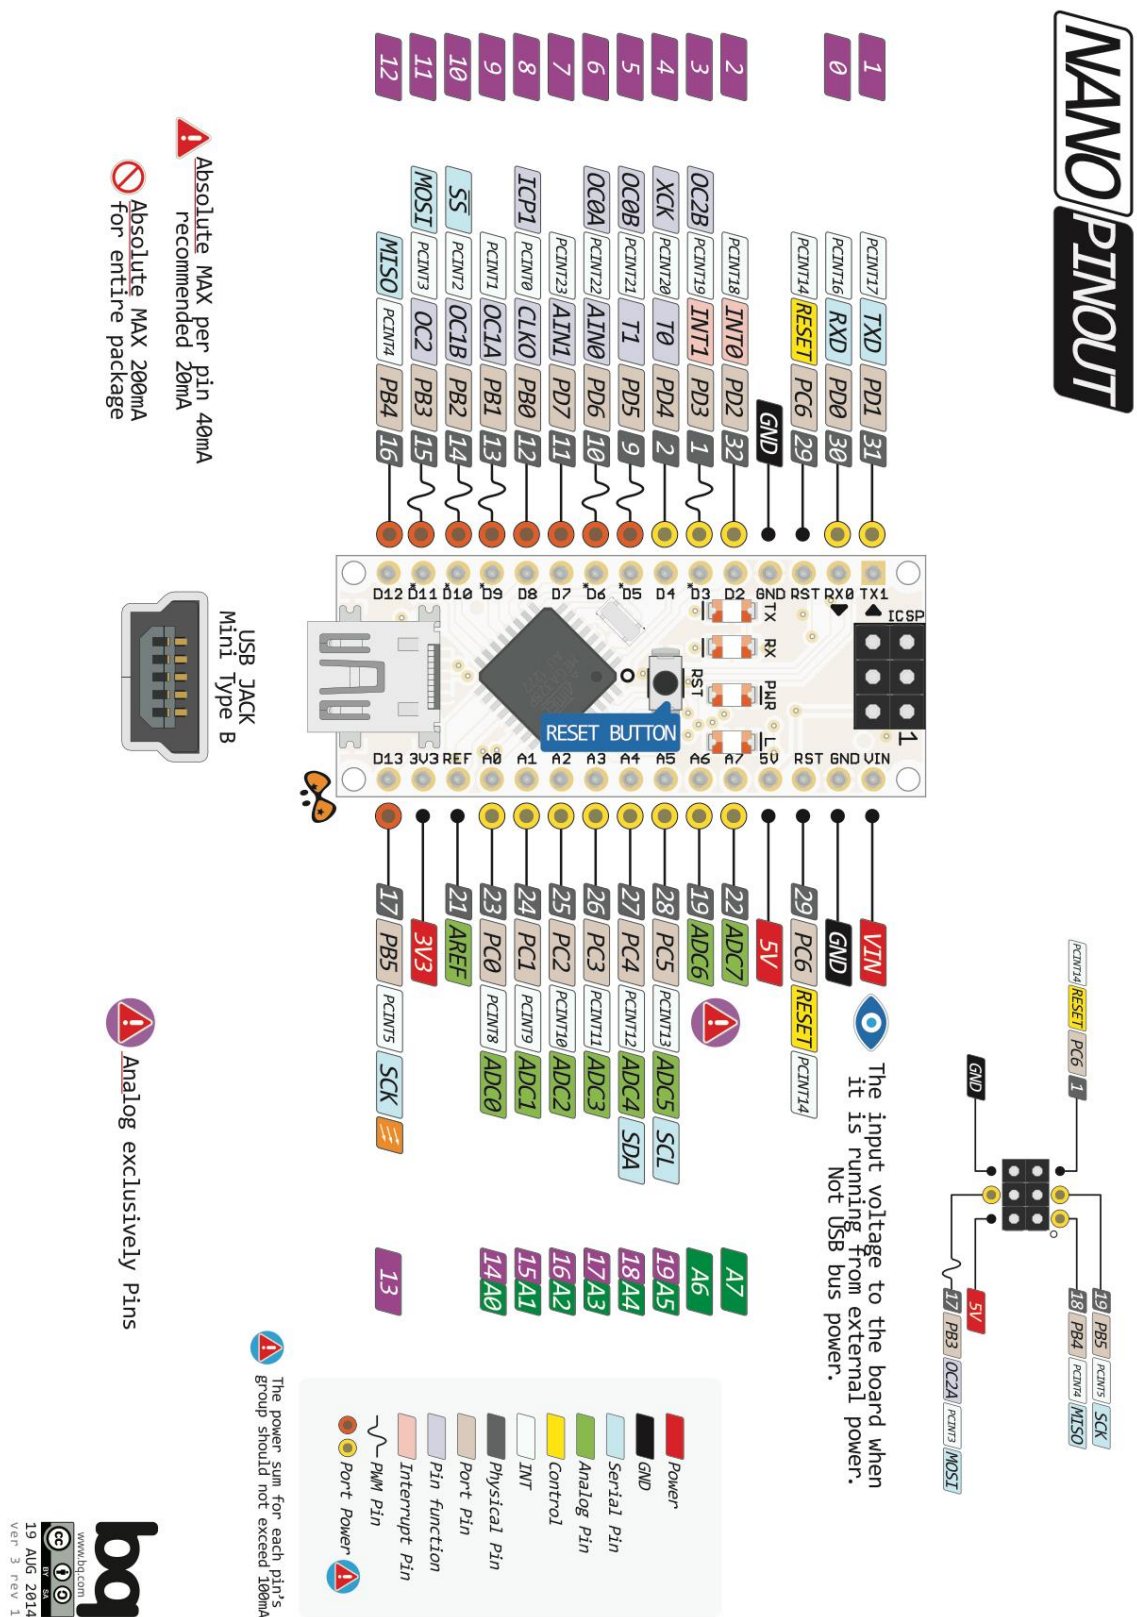 NANO PINOUT
PCINT14 RESET PC6 1
GND
19 PB5 PCINT5 SCK
18 PB4 PCINT4 MISO
5V
17 PB3 OC2A PCINT3 MOSI
The input voltage to the board when
it is running from external power.
Not USB bus power.
1 PCINT17 TXD PD1 31 TX1 VIN VIN
0 PCINT16 RXD PD0 30 RX0 GND GND
PCINT14 RESET PC6 29 RST RST 29 PC6 RESET PCINT14
GND GND 5V 5V
2 PCINT18 INT0 PD2 32 D2 A7 22 ADC7 A7
3 OC2B PCINT19 INT1 PD3 1 *D3 A6 19 ADC6 A6
4 XCK PCINT20 T0 PD4 2 D4 A5 28 PC5 PCINT13 ADC5 SCL 19 A5
5 OC0B PCINT21 T1 PD5 9 *D5 A4 27 PC4 PCINT12 ADC4 SDA 18 A4
6 OC0A PCINT22 AIN0 PD6 10 *D6 A3 26 PC3 PCINT11 ADC3 17 A3
7 PCINT23 AIN1 PD7 11 D7 A2 25 PC2 PCINT10 ADC2 16 A2
8 ICP1 PCINT0 CLKO PB0 12 D8 A1 24 PC1 PCINT9 ADC1 15 A1
9 PCINT1 OC1A PB1 13 *D9 A0 23 PC0 PCINT8 ADC0 14 A0
10 SS PCINT2 OC1B PB2 14 *D10 REF 21 AREF
11 MOSI PCINT3 OC2 PB3 15 *D11 3V3 3V3
12 MISO PCINT4 PB4 16 D12 D13 17 PB5 PCINT5 SCK 13
ICSP
1
TX RX PWR L
RST
RESET BUTTON
Absolute MAX per pin 40mA
recommended 20mA
Absolute MAX 200mA
for entire package
USB JACK
Mini Type B
Analog exclusively Pins
Power
GND
Serial Pin
Analog Pin
Control
INT
Physical Pin
Port Pin
Pin function
Interrupt Pin
PWM Pin
Port Power
The power sum for each pin's
group should not exceed 100mA
bq
www.bq.com
cc BY SA
19 AUG 2014
ver 3 rev 1